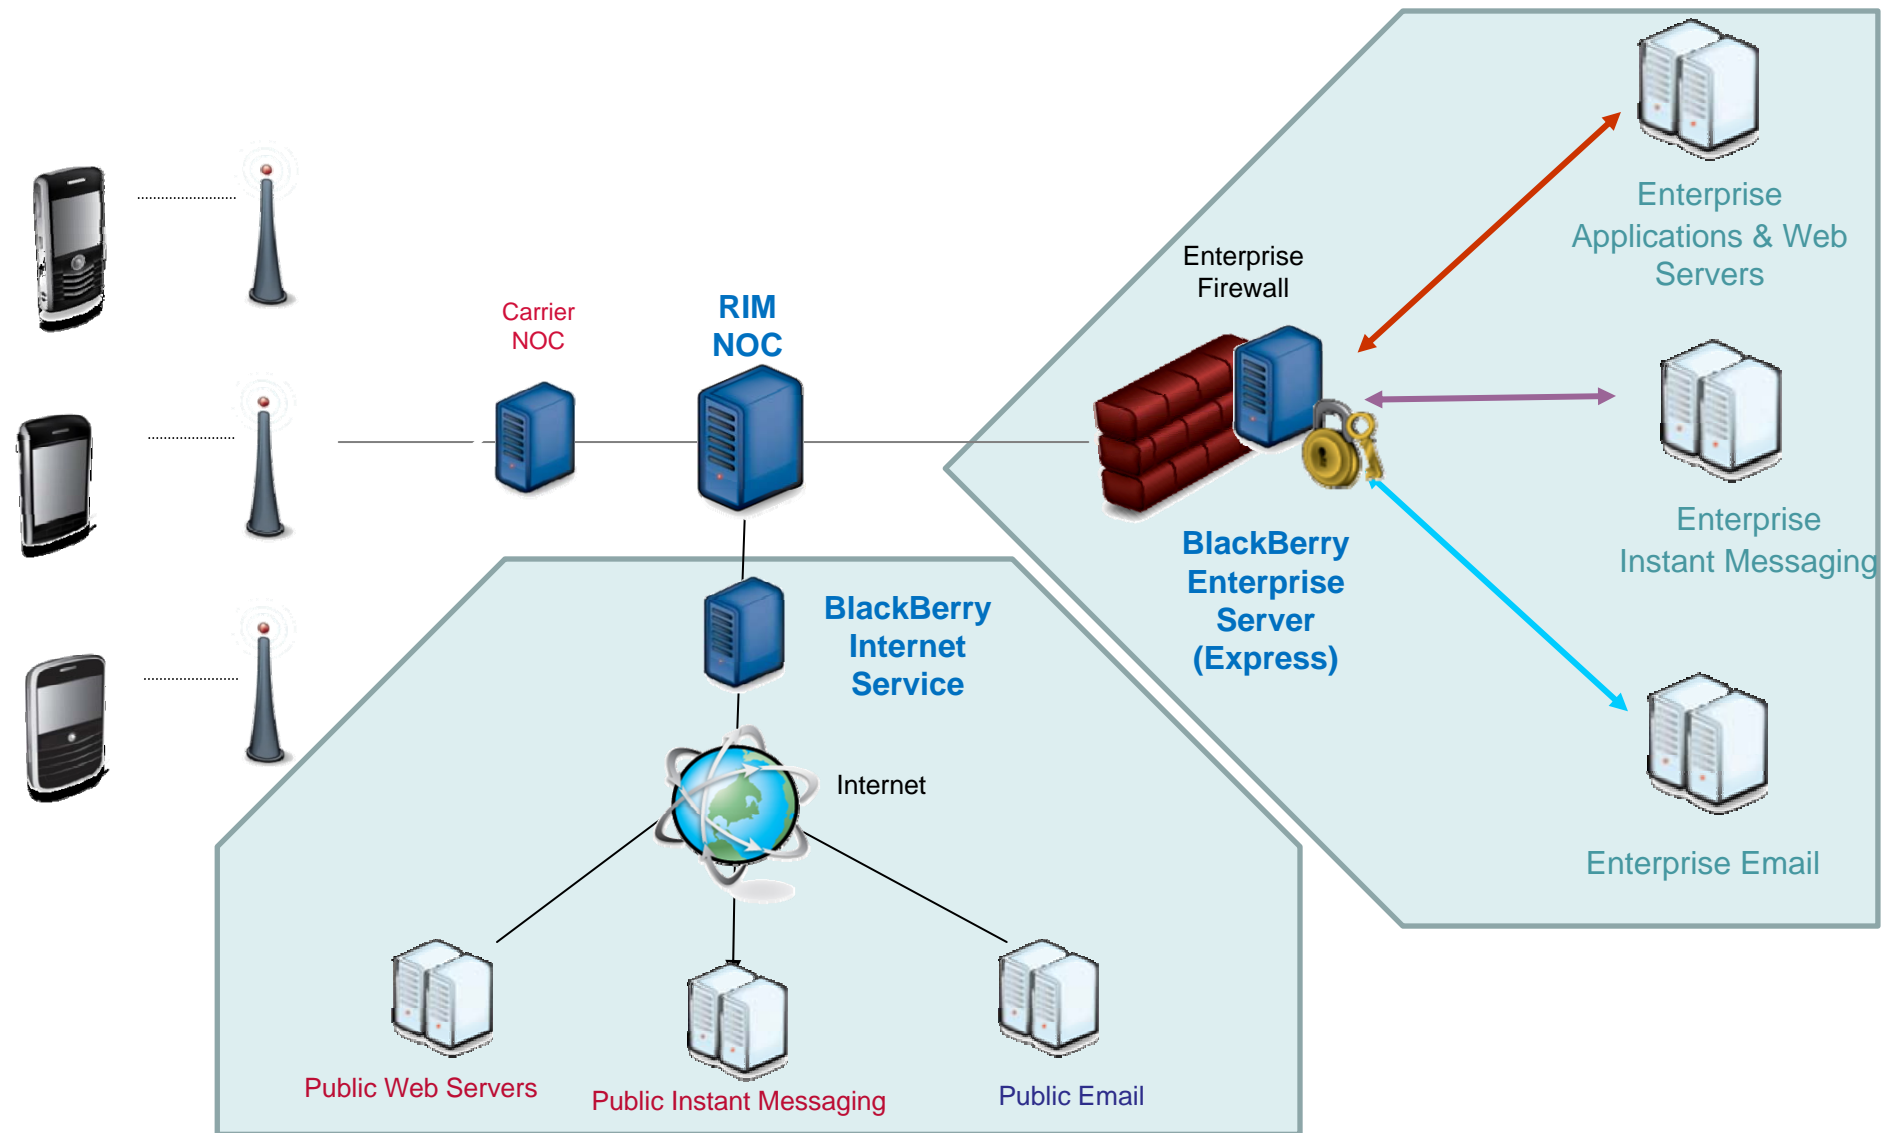 Enterprise
Applications & Web
Servers
Enterprise
Firewall
Carrier
NOC
RIM
NOC
Enterprise
Instant Messaging
BlackBerry
Enterprise
Server
(Express)
BlackBerry
Internet
Service
Internet
Enterprise Email
Public Web Servers
Public Instant Messaging
Public Email